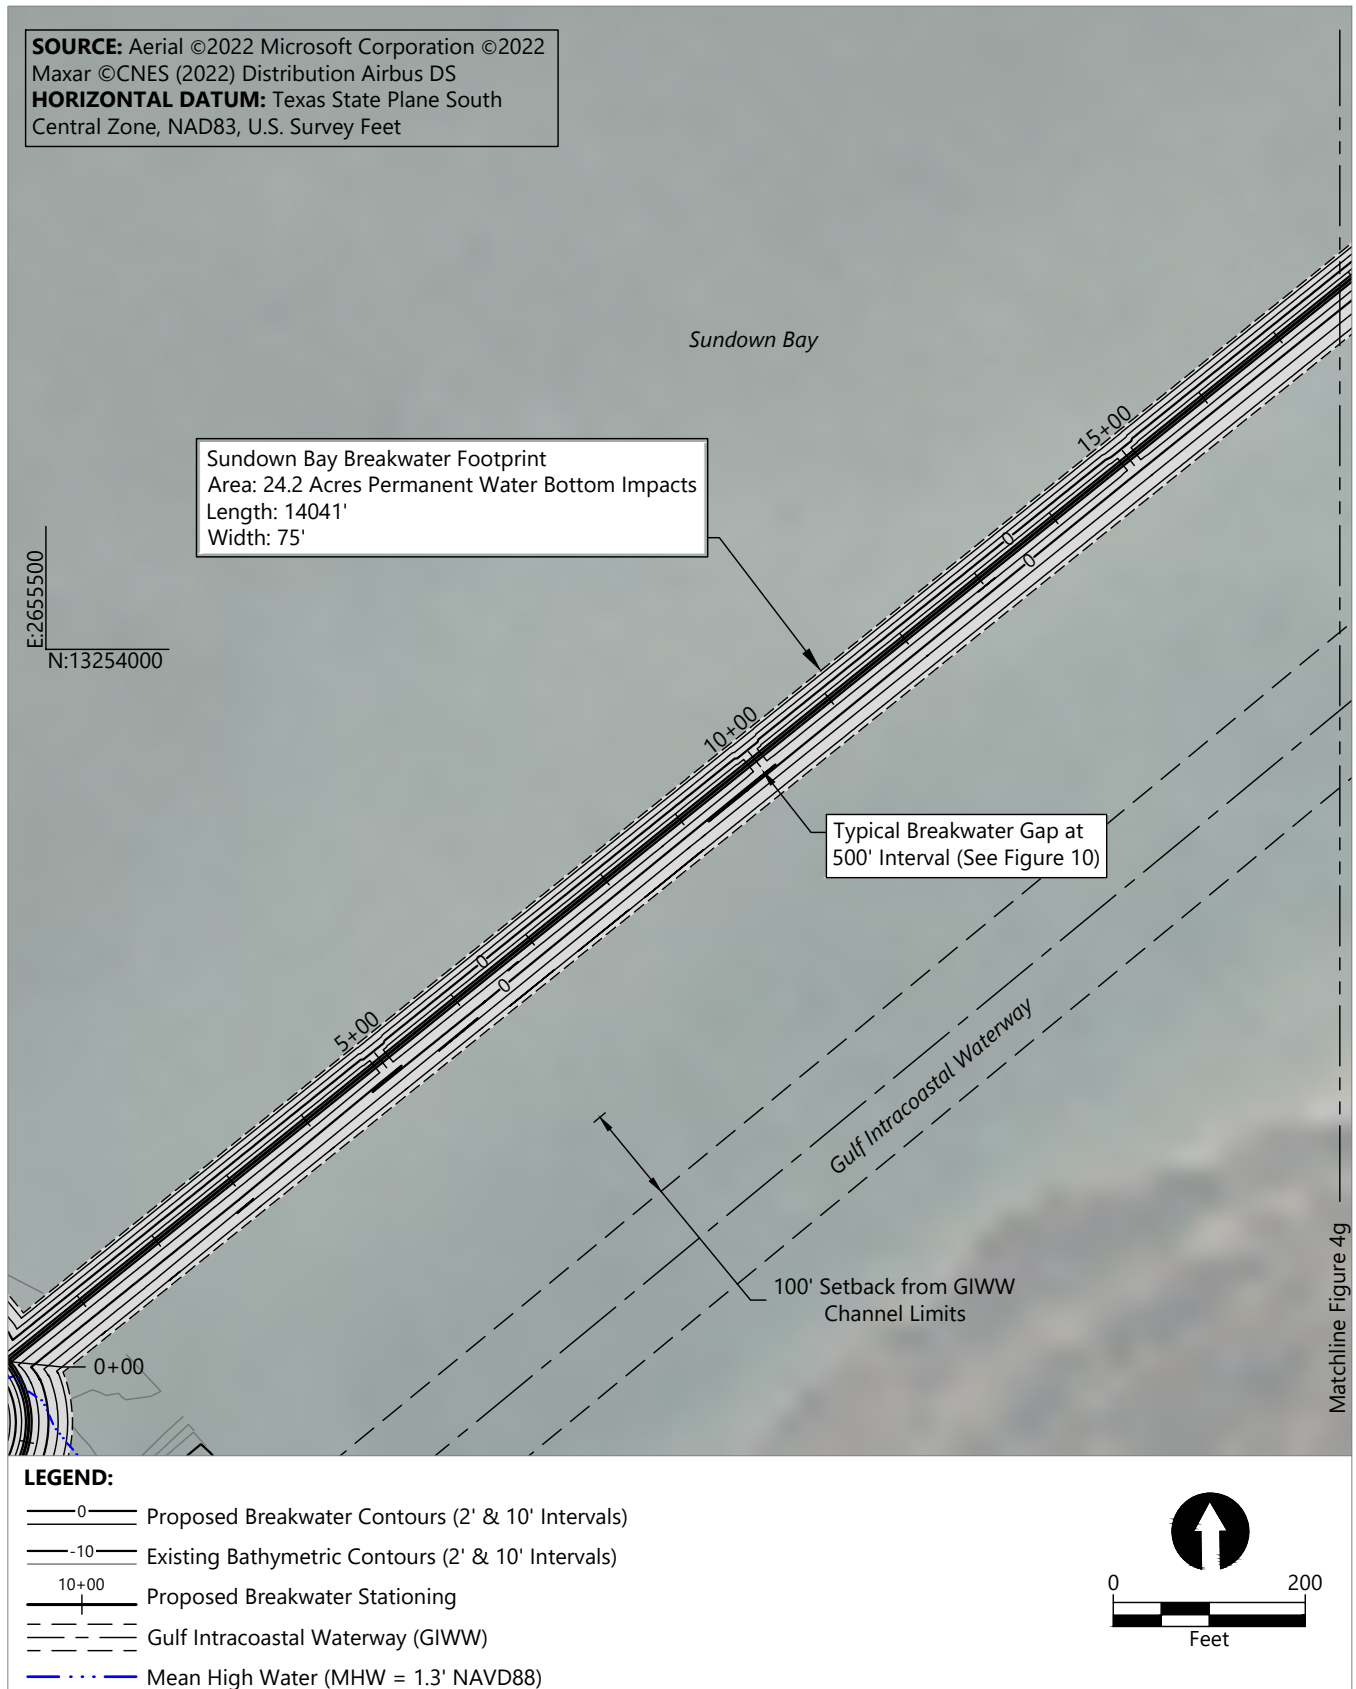 SOURCE: Aerial ©2022 Microsoft Corporation ©2022
Maxar ©CNES (2022) Distribution Airbus DS
HORIZONTAL DATUM: Texas State Plane South
Central Zone, NAD83, U.S. Survey Feet
Sundown Bay
15+00
Sundown Bay Breakwater Footprint
Area: 24.2 Acres Permanent Water Bottom Impacts
Length: 14041'
Width: 75'
0
0
E:2655500
N:13254000
10+00
Typical Breakwater Gap at
500' Interval (See Figure 10)
0
0
5+00
Gulf Intracoastal Waterway
100' Setback from GIWW
Channel Limits
Matchline Figure 4g
0+00
LEGEND:
0
Proposed Breakwater Contours (2' & 10' Intervals)
-10
Existing Bathymetric Contours (2' & 10' Intervals)
10+00
Proposed Breakwater Stationing
Gulf Intracoastal Waterway (GIWW)
Mean High Water (MHW = 1.3' NAVD88)
0 200
Feet